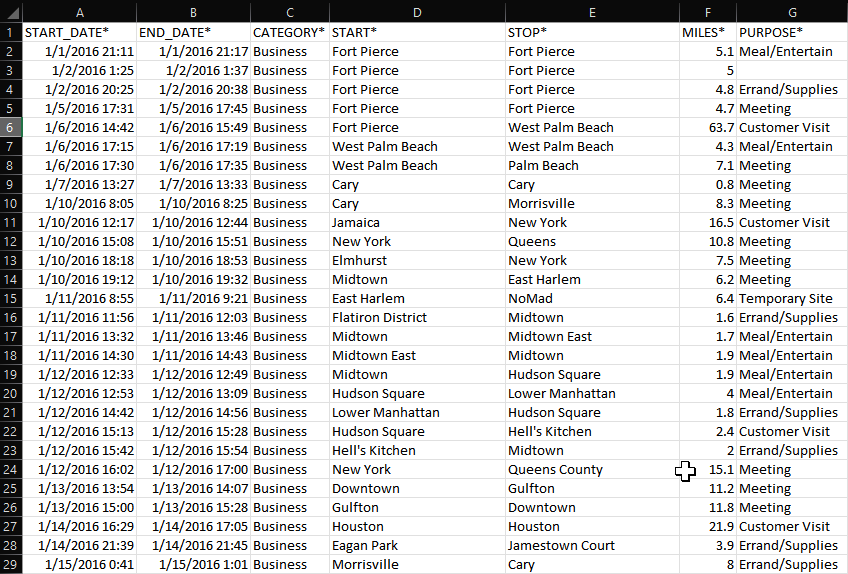 A B C D E F G
1 START_DATE* END_DATE* CATEGORY* START* STOP* MILES* PURPOSE*
2 1/1/2016 21:11 1/1/2016 21:17 Business Fort Pierce Fort Pierce 5.1 Meal/Entertain
3 1/2/2016 1:25 1/2/2016 1:37 Business Fort Pierce Fort Pierce 5
4 1/2/2016 20:25 1/2/2016 20:38 Business Fort Pierce Fort Pierce 4.8 Errand/Supplies
5 1/5/2016 17:31 1/5/2016 17:45 Business Fort Pierce Fort Pierce 4.7 Meeting
6 1/6/2016 14:42 1/6/2016 15:49 Business Fort Pierce West Palm Beach 63.7 Customer Visit
7 1/6/2016 17:15 1/6/2016 17:19 Business West Palm Beach West Palm Beach 4.3 Meal/Entertain
8 1/6/2016 17:30 1/6/2016 17:35 Business West Palm Beach Palm Beach 7.1 Meeting
9 1/7/2016 13:27 1/7/2016 13:33 Business Cary Cary 0.8 Meeting
10 1/10/2016 8:05 1/10/2016 8:25 Business Cary Morrisville 8.3 Meeting
11 1/10/2016 12:17 1/10/2016 12:44 Business Jamaica New York 16.5 Customer Visit
12 1/10/2016 15:08 1/10/2016 15:51 Business New York Queens 10.8 Meeting
13 1/10/2016 18:18 1/10/2016 18:53 Business Elmhurst New York 7.5 Meeting
14 1/10/2016 19:12 1/10/2016 19:32 Business Midtown East Harlem 6.2 Meeting
15 1/11/2016 8:55 1/11/2016 9:21 Business East Harlem NoMad 6.4 Temporary Site
16 1/11/2016 11:56 1/11/2016 12:03 Business Flatiron District Midtown 1.6 Errand/Supplies
17 1/11/2016 13:32 1/11/2016 13:46 Business Midtown Midtown East 1.7 Meal/Entertain
18 1/11/2016 14:30 1/11/2016 14:43 Business Midtown East Midtown 1.9 Meal/Entertain
19 1/12/2016 12:33 1/12/2016 12:49 Business Midtown Hudson Square 1.9 Meal/Entertain
20 1/12/2016 12:53 1/12/2016 13:09 Business Hudson Square Lower Manhattan 4 Meal/Entertain
21 1/12/2016 14:42 1/12/2016 14:56 Business Lower Manhattan Hudson Square 1.8 Errand/Supplies
22 1/12/2016 15:13 1/12/2016 15:28 Business Hudson Square Hell's Kitchen 2.4 Customer Visit
23 1/12/2016 15:42 1/12/2016 15:54 Business Hell's Kitchen Midtown 2 Errand/Supplies
24 1/12/2016 16:02 1/12/2016 17:00 Business New York Queens County 15.1 Meeting
25 1/13/2016 13:54 1/13/2016 14:07 Business Downtown Gulfton 11.2 Meeting
26 1/13/2016 15:00 1/13/2016 15:28 Business Gulfton Downtown 11.8 Meeting
27 1/14/2016 16:29 1/14/2016 17:05 Business Houston Houston 21.9 Customer Visit
28 1/14/2016 21:39 1/14/2016 21:45 Business Eagan Park Jamestown Court 3.9 Errand/Supplies
29 1/15/2016 0:41 1/15/2016 1:01 Business Morrisville Cary 8 Errand/Supplies